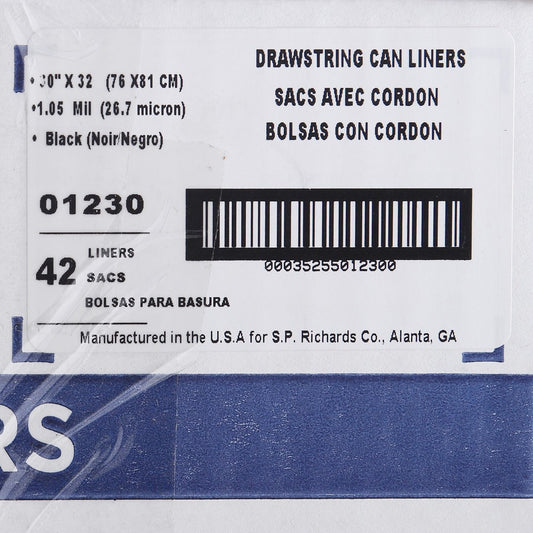 DRAWSTRING CAN LINERS
SACS AVEC CORDON
BOLSAS CON CORDON
• 30" X 32 (76 X81 CM)
•1.05 Mil (26.7 micron)
• Black (Noir/Negro)
01230
42 LINERS
SACS
BOLSAS PARA BASURA
00035255012300
Manufactured in the U.S.A for S.P. Richards Co., Alanta, GA
RS